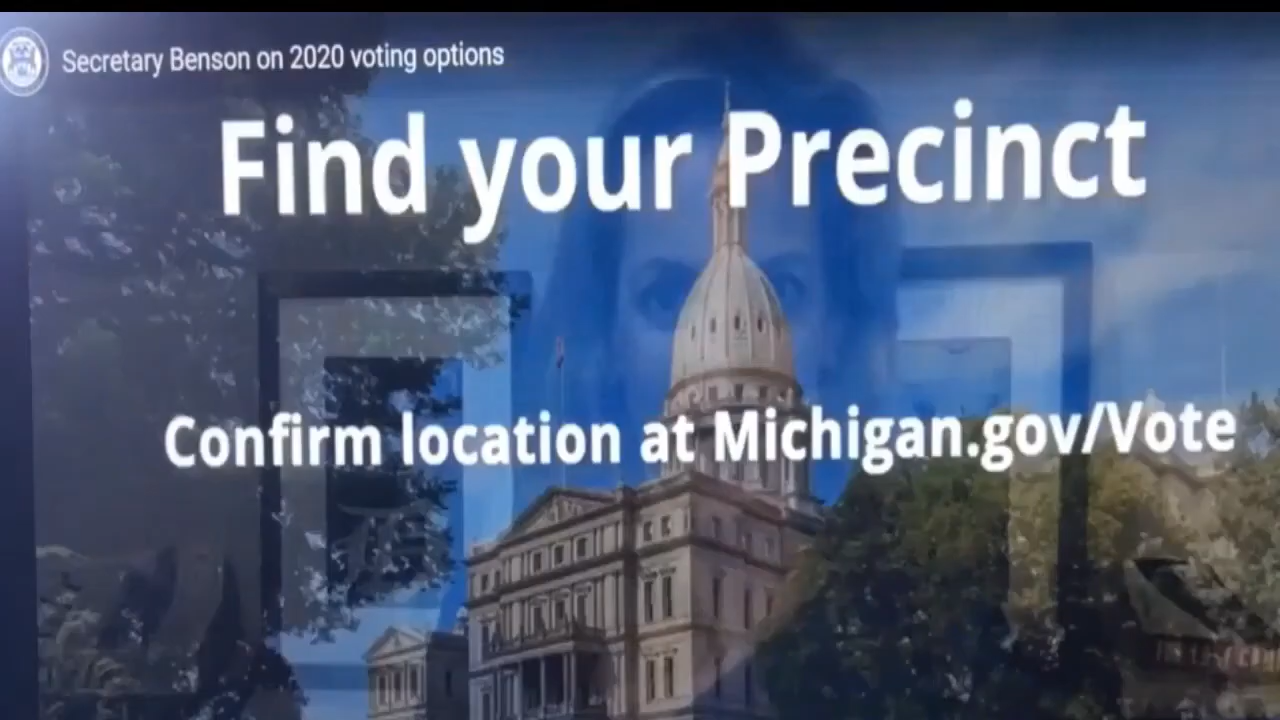 Secretary Benson on 2020 voting options
Find your Precinct
Confirm location at Michigan.gov/Vote